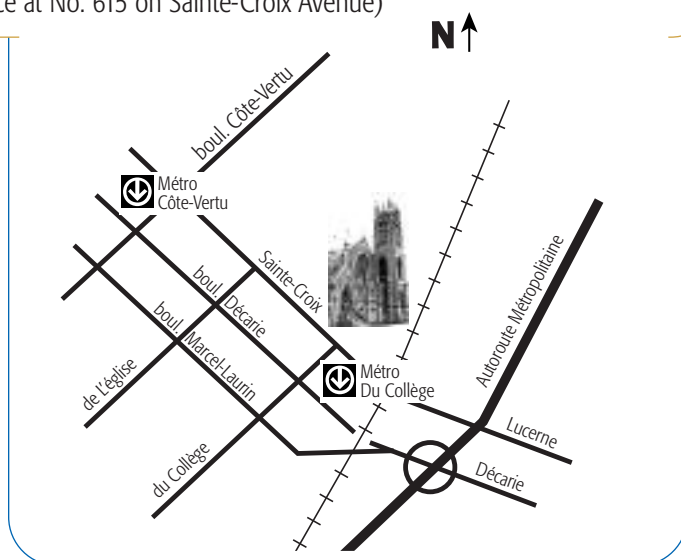 ce at No. 615 on Sainte-Croix Avenue)
N
boul. Côte-Vertu
Métro
Côte-Vertu
Sainte-Croix
boul. Décarie
boul. Marcel-Laurin
de L'église
du Collège
Métro
Du Collège
Autoroute Métropolitaine
Lucerne
Décarie